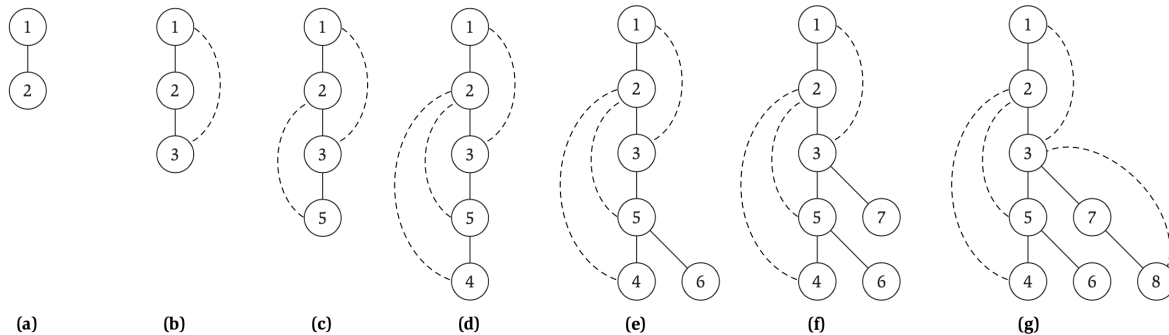 1 1 1 1 1 1 1
2 2 2 2 2 2 2
3 3 3 3 3 3
5 5 5 5 7 5 7
4 4 6 4 6 4 6 8
(a) (b) (c) (d) (e) (f) (g)